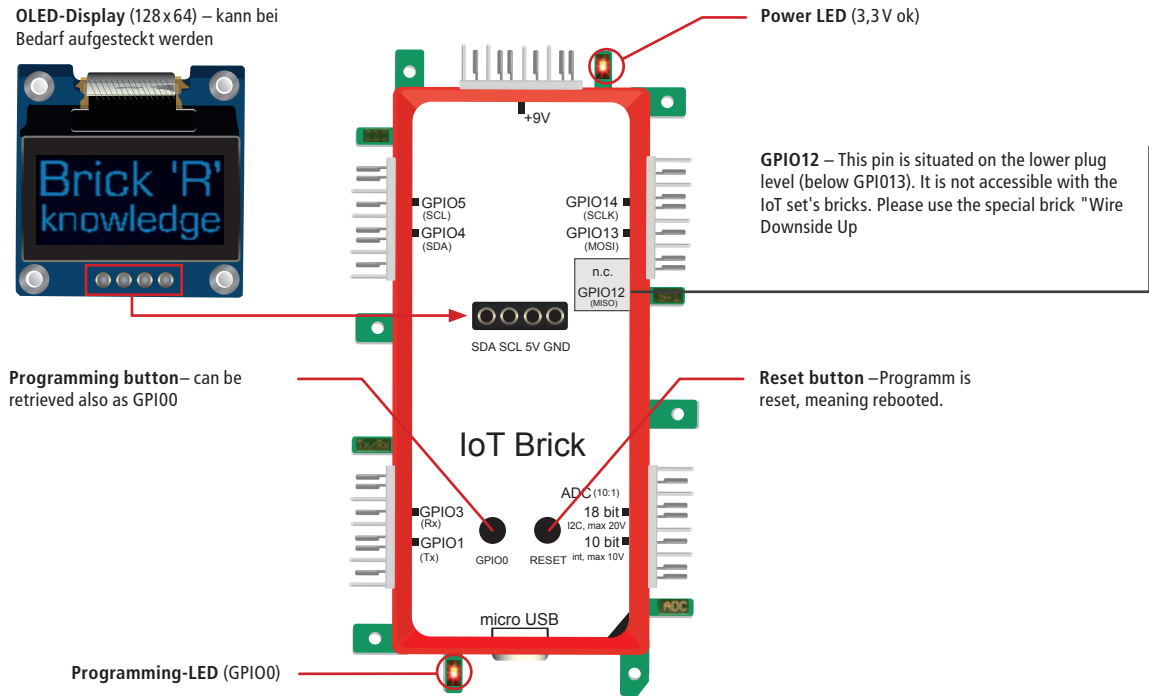 OLED-Display (128x64) – kann bei
Bedarf aufgesteckt werden
Power LED (3,3V ok)
+9V
Brick 'R'
knowledge
GPIO12 – This pin is situated on the lower plug
level (below GPI013). It is not accessible with the
IoT set's bricks. Please use the special brick "Wire
Downside Up
GPIO5
(SCL)
GPIO4
(SDA)
GPIO14
(SCLK)
GPIO13
(MOSI)
n.c.
GPIO12
(MISO)
SDA SCL 5V GND
Programming button– can be
retrieved also as GPI00
Reset button –Programm is
reset, meaning rebooted.
Tx/Rx
IoT Brick
ADC (10:1)
18 bit
I2C, max 20V
10 bit
int, max 10V
GPIO3
(Rx)
GPIO1
(Tx)
GPIO0
RESET
ADC
micro USB
Programming-LED (GPIO0)